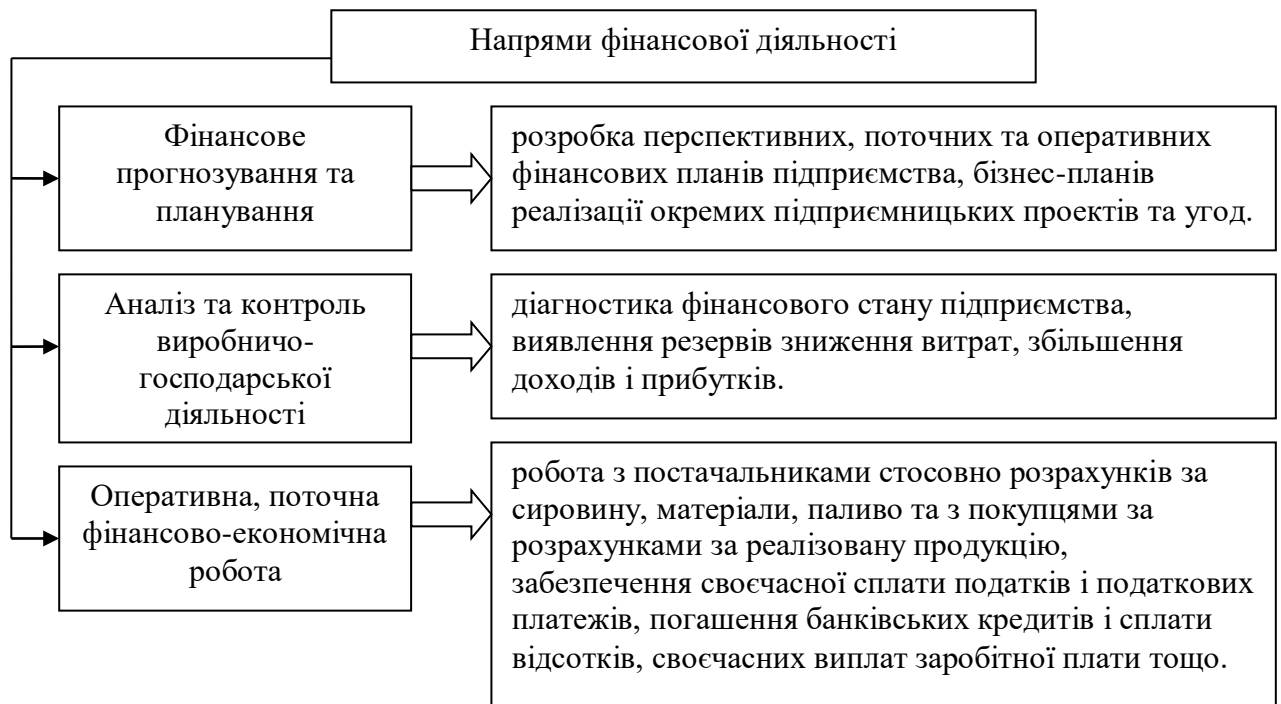 Напрями фінансової діяльності
Фінансове
прогнозування та
планування
розробка перспективних, поточних та оперативних
фінансових планів підприємства, бізнес-планів
реалізації окремих підприємницьких проектів та угод.
Аналіз та контроль
виробничо-
господарської
діяльності
діагностика фінансового стану підприємства,
виявлення резервів зниження витрат, збільшення
доходів і прибутків.
Оперативна, поточна
фінансово-економічна
робота
робота з постачальниками стосовно розрахунків за
сировину, матеріали, паливо та з покупцями за
розрахунками за реалізовану продукцію,
забезпечення своєчасної сплати податків і податкових
платежів, погашення банківських кредитів і сплати
відсотків, своєчасних виплат заробітної плати тощо.